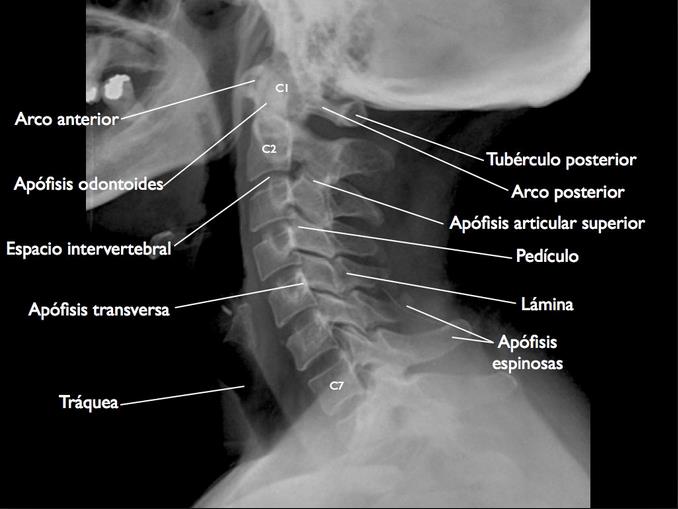 C1
Arco anterior
C2
Tubérculo posterior
Apófisis odontoides
Arco posterior
Apófisis articular superior
Espacio intervertebral
Pedículo
Apófisis transversa
Lámina
Apófisis
espinosas
C7
Tráquea